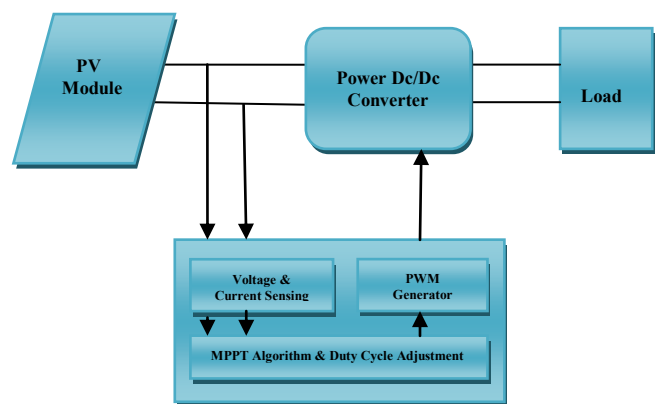 PV
Module
Power Dc/Dc
Converter
Load
Voltage &
Current Sensing
PWM
Generator
MPPT Algorithm & Duty Cycle Adjustment